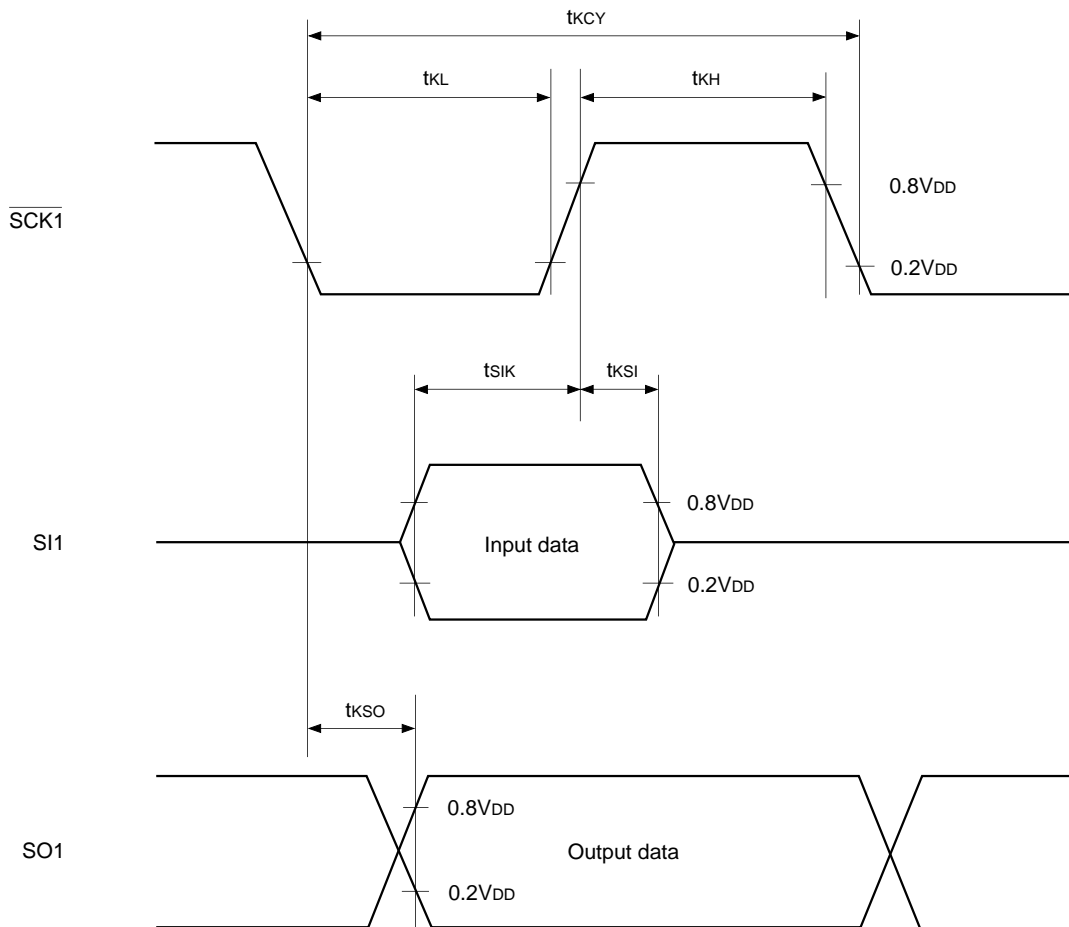 tKCY
tKL
tKH
0.8VDD
SCK1
0.2VDD
tSIK
tKSI
0.8VDD
SI1
Input data
0.2VDD
tKSO
0.8VDD
SO1
Output data
0.2VDD